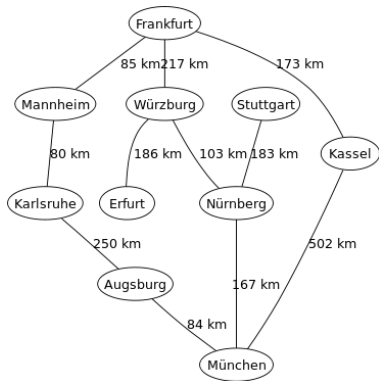 Frankfurt
85 km
217 km
173 km
Mannheim
Würzburg
Stuttgart
80 km
186 km
103 km
183 km
Kassel
Karlsruhe
Erfurt
Nürnberg
250 km
502 km
Augsburg
167 km
84 km
München